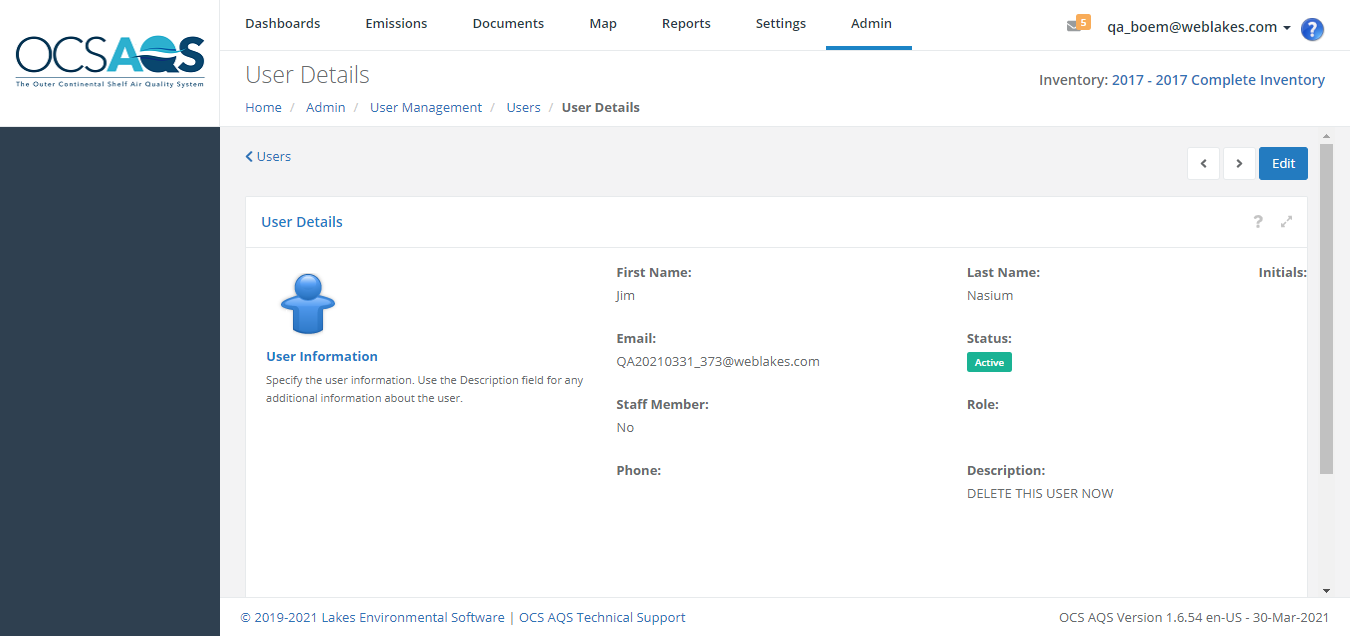 OCSAQS
The Outer Continental Shelf Air Quality System
Dashboards Emissions Documents Map Reports Settings Admin
5 qa_boem@weblakes.com ?
User Details
Inventory: 2017 - 2017 Complete Inventory
Home / Admin / User Management / Users / User Details
Users
Edit
User Details ?
First Name: Last Name: Initials:
Jim Nasium
Email: Status:
QA20210331_373@weblakes.com Active
User Information
Specify the user information. Use the Description field for any
additional information about the user.
Staff Member: Role:
No
Phone: Description:
DELETE THIS USER NOW
© 2019-2021 Lakes Environmental Software | OCS AQS Technical Support
OCS AQS Version 1.6.54 en-US - 30-Mar-2021